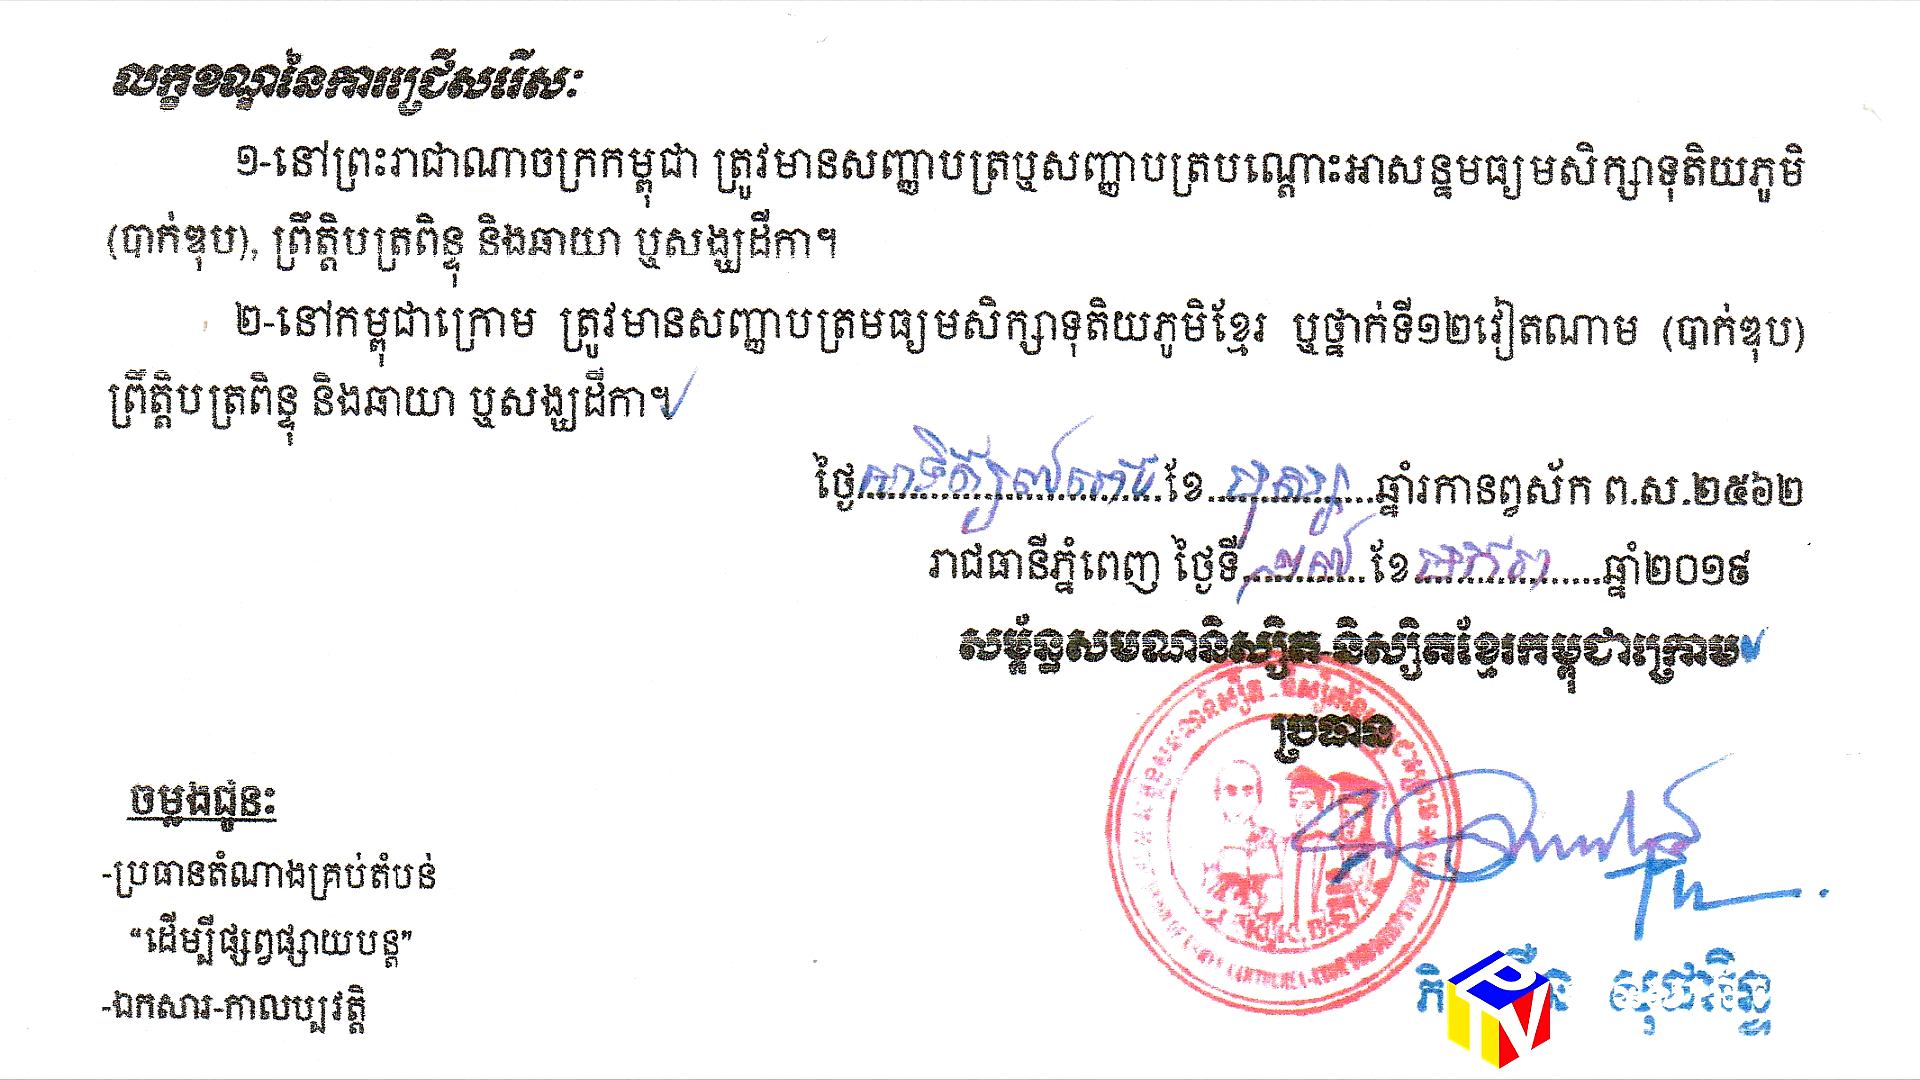 លក្ខខណ្ឌនៃការជ្រើសរើសៈ
១-នៅព្រះរាជាណាចក្រកម្ពុជា ត្រូវមានសញ្ញាបត្រឬសញ្ញាបត្របណ្តោះអាសន្នមធ្យមសិក្សាទុតិយភូមិ
(បាក់ឌុប), ព្រឹត្តិបត្រពិន្ទុ និងឆាយា ឬសង្ឃដីកា។
២-នៅកម្ពុជាក្រោម ត្រូវមានសញ្ញាបត្រមធ្យមសិក្សាទុតិយភូមិខ្មែរ ឬថ្នាក់ទី១២វៀតណាម (បាក់ឌុប)
ព្រឹត្តិបត្រពិន្ទុ និងឆាយា ឬសង្ឃដីកា។
ថ្ងៃ ខែ ឆ្នាំរកានព្វស័ក ព.ស.២៥៦២
រាជធានីភ្នំពេញ ថ្ងៃទី ខែ ឆ្នាំ២០១៩
សម្ព័ន្ធសមណនិស្សិត-និស្សិតខ្មែរកម្ពុជាក្រោម
ប្រធាន
ចម្លងជូនៈ
-ប្រធានតំណាងគ្រប់តំបន់
“ដើម្បីផ្សព្វផ្សាយបន្ត”
-ឯកសារ-កាលប្បវត្តិ